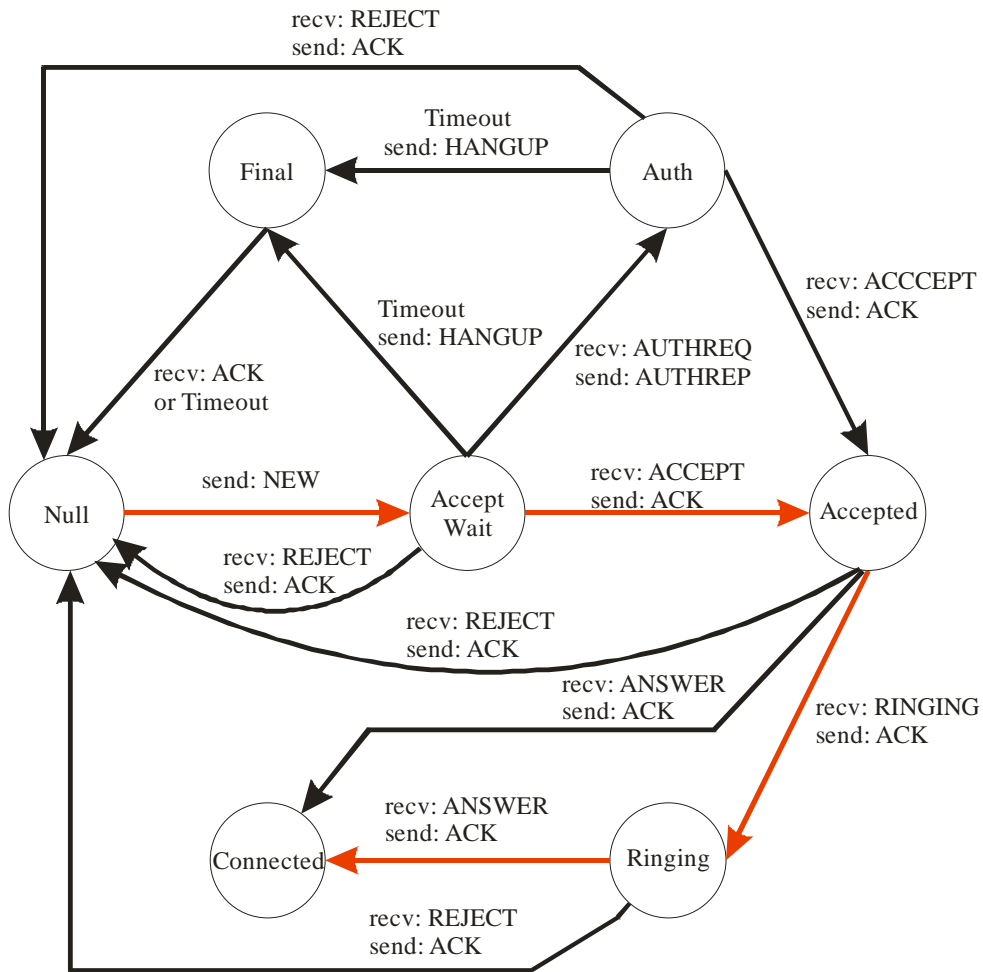 recv: REJECT
send: ACK
Timeout
send: HANGUP
Final
Auth
recv: ACCCEPT
send: ACK
Timeout
send: HANGUP
recv: AUTHREQ
send: AUTHREP
recv: ACK
or Timeout
send: NEW
recv: ACCEPT
send: ACK
Null
Accept
Wait
Accepted
recv: REJECT
send: ACK
recv: REJECT
send: ACK
recv: ANSWER
send: ACK
recv: RINGING
send: ACK
recv: ANSWER
send: ACK
Connected
Ringing
recv: REJECT
send: ACK